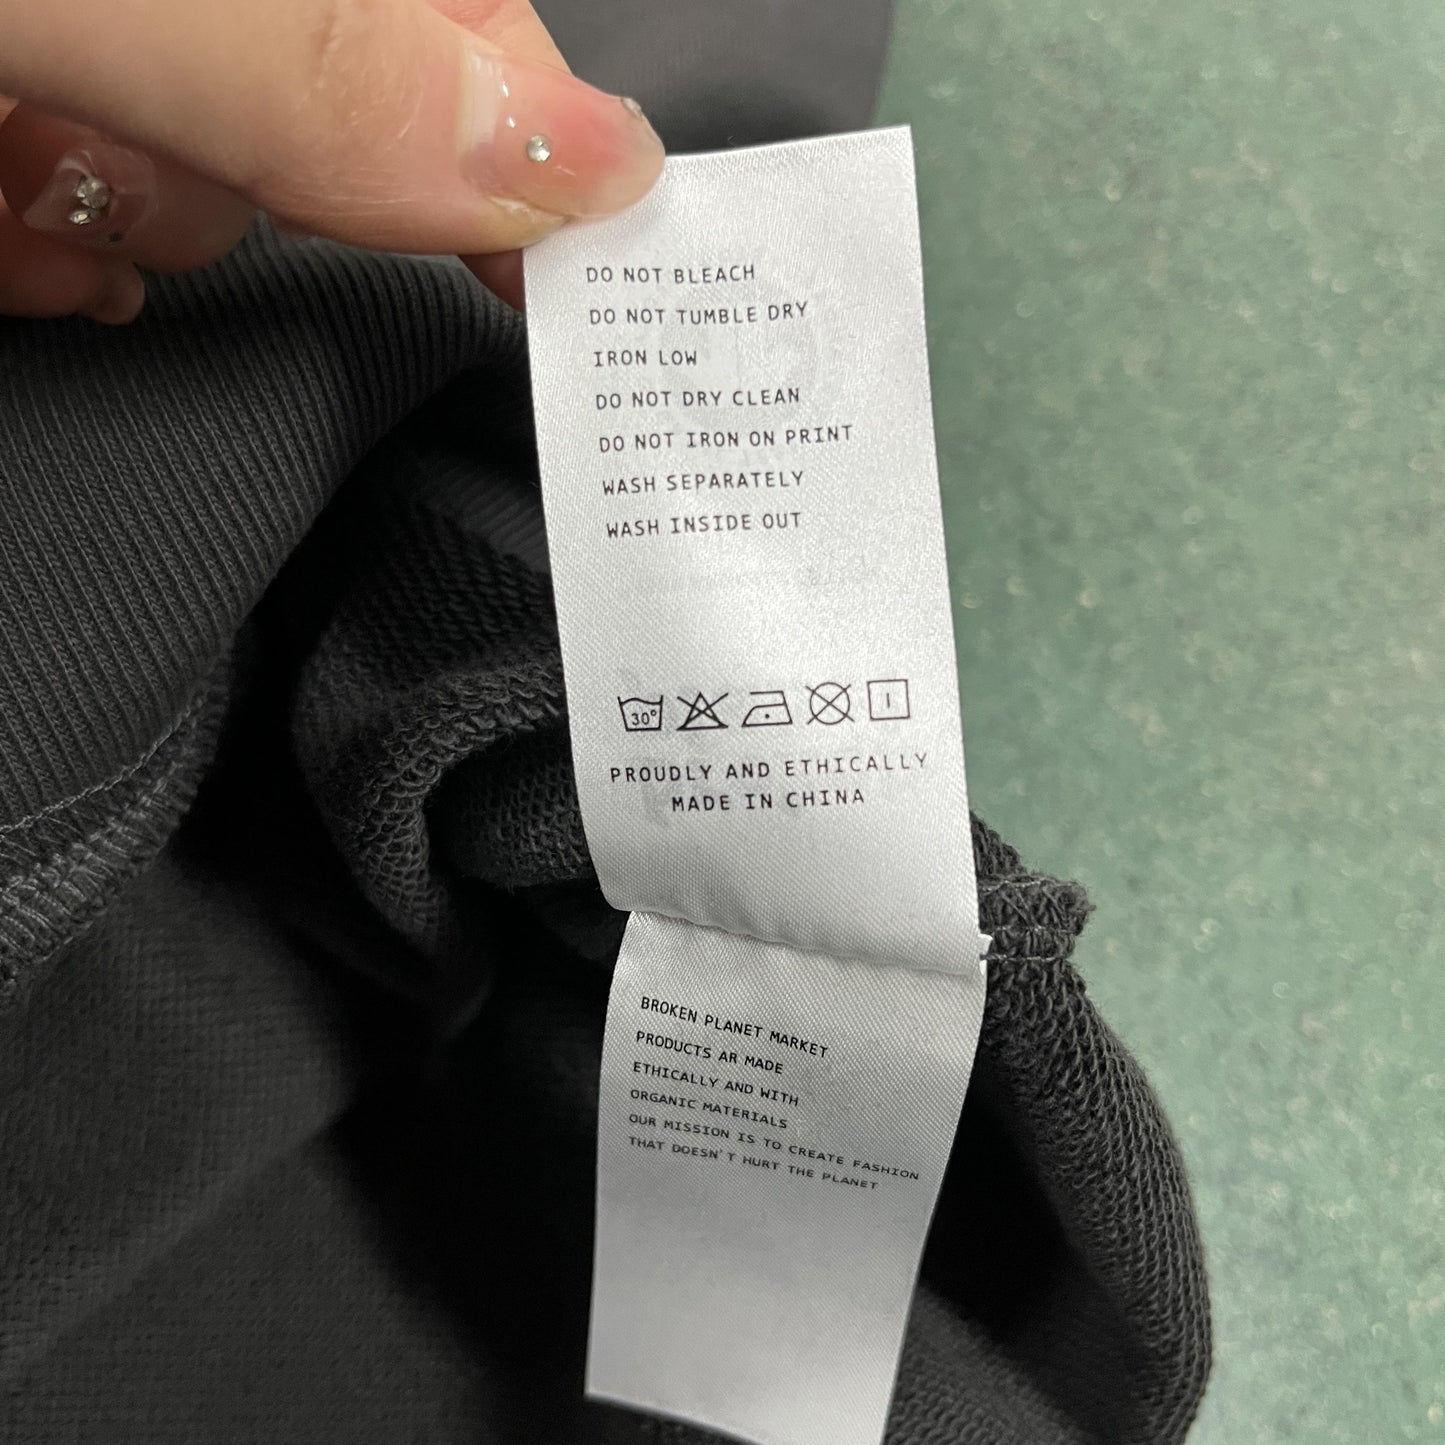 DO NOT BLEACH
DO NOT TUMBLE DRY
IRON LOW
DO NOT DRY CLEAN
DO NOT IRON ON PRINT
WASH SEPARATELY
WASH INSIDE OUT
30°
PROUDLY AND ETHICALLY
MADE IN CHINA
BROKEN PLANET MARKET
PRODUCTS AR MADE
ETHICALLY AND WITH
ORGANIC MATERIALS
OUR MISSION IS TO CREATE FASHION
THAT DOESN'T HURT THE PLANET